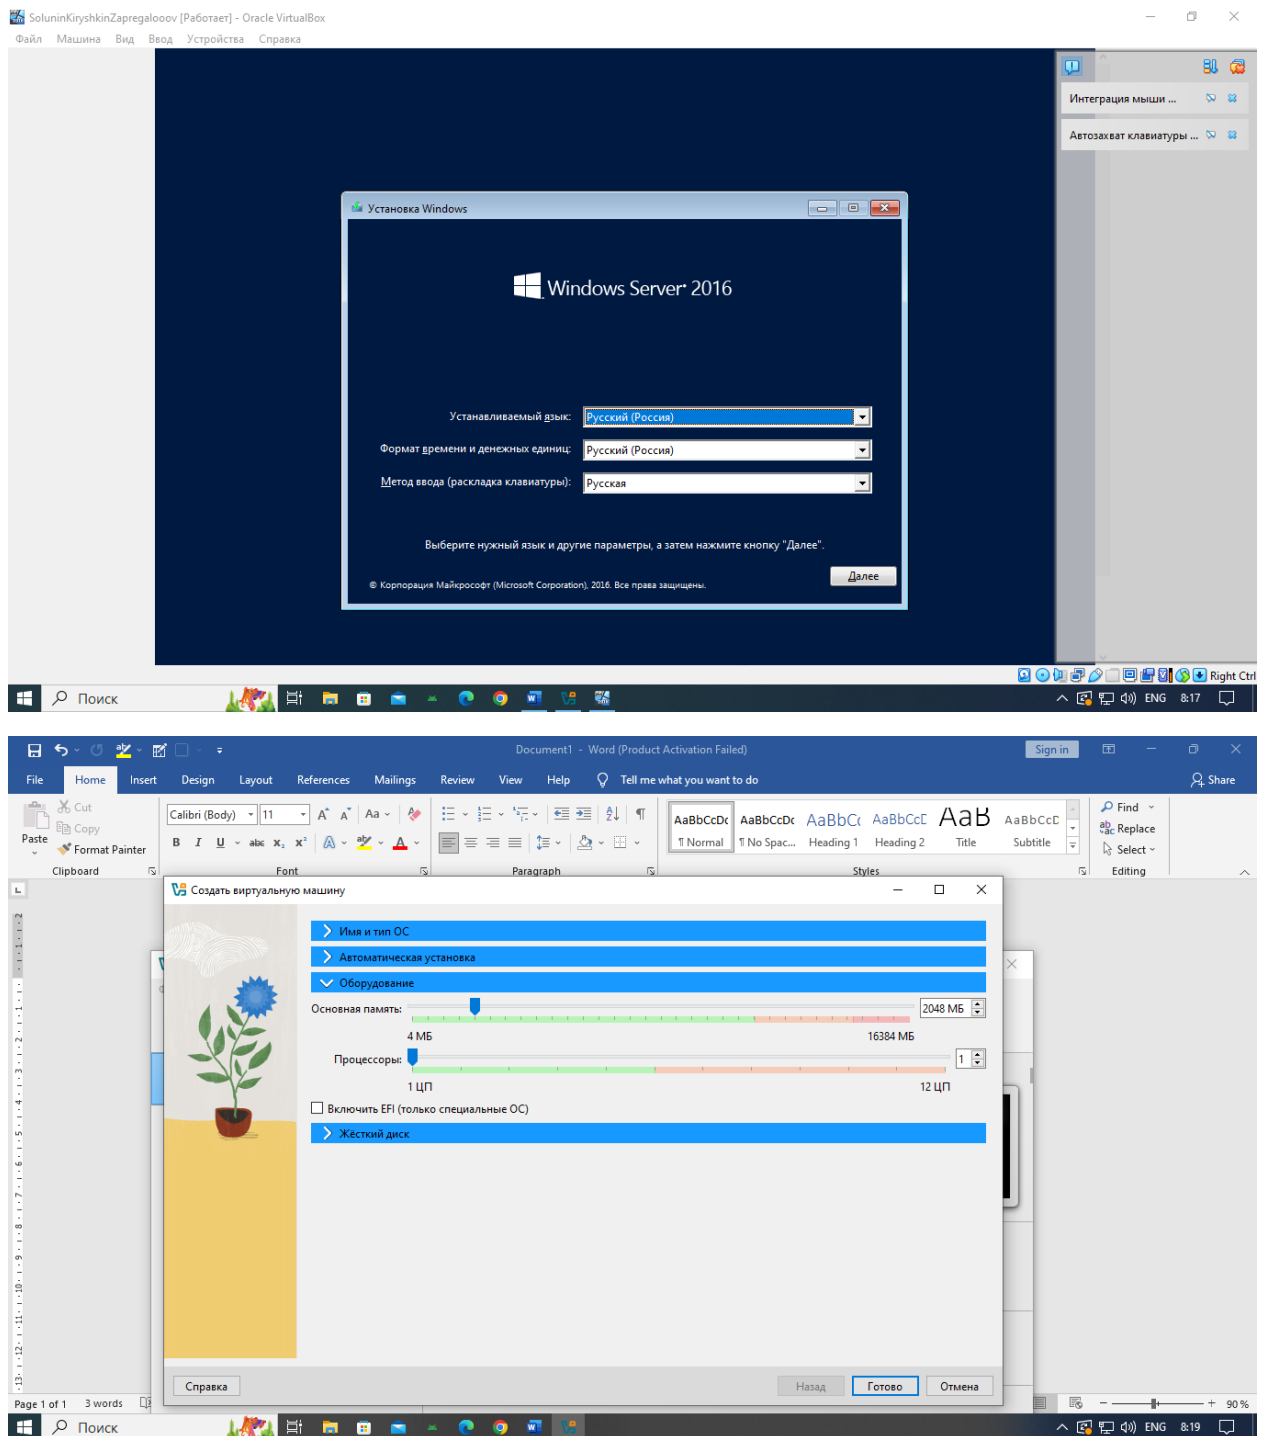 SoluninKiryshkinZapregalooov [Работает] - Oracle VirtualBox
Файл Машина Вид Ввод Устройства Справка
Интеграция мыши ...
Автозахват клавиатуры ...
Установка Windows
Windows Server 2016
Устанавливаемый язык: Русский (Россия)
Формат времени и денежных единиц: Русский (Россия)
Метод ввода (раскладка клавиатуры): Русская
Выберите нужный язык и другие параметры, а затем нажмите кнопку "Далее".
Далее
© Корпорация Майкрософт (Microsoft Corporation), 2016. Все права защищены.
Right Ctrl
Поиск
ENG 8:17
Document1 - Word (Product Activation Failed)
Sign in
File Home Insert Design Layout References Mailings Review View Help Tell me what you want to do
Share
Paste
Cut
Copy
Format Painter
Clipboard
Calibri (Body) 11
Font
Paragraph
AaBbCcDc AaBbCcDc AaBbCc AaBbCcC AaB AaBbCcC
¶ Normal ¶ No Spac... Heading 1 Heading 2 Title Subtitle
Styles
Find
Replace
Select
Editing
Создать виртуальную машину
Имя и тип ОС
Автоматическая установка
Оборудование
Основная память: 2048 МБ
4 МБ 16384 МБ
Процессоры: 1
1 ЦП 12 ЦП
Включить EFI (только специальные ОС)
Жёсткий диск
Справка
Назад Готово Отмена
Page 1 of 1 3 words
90 %
Поиск
ENG 8:19